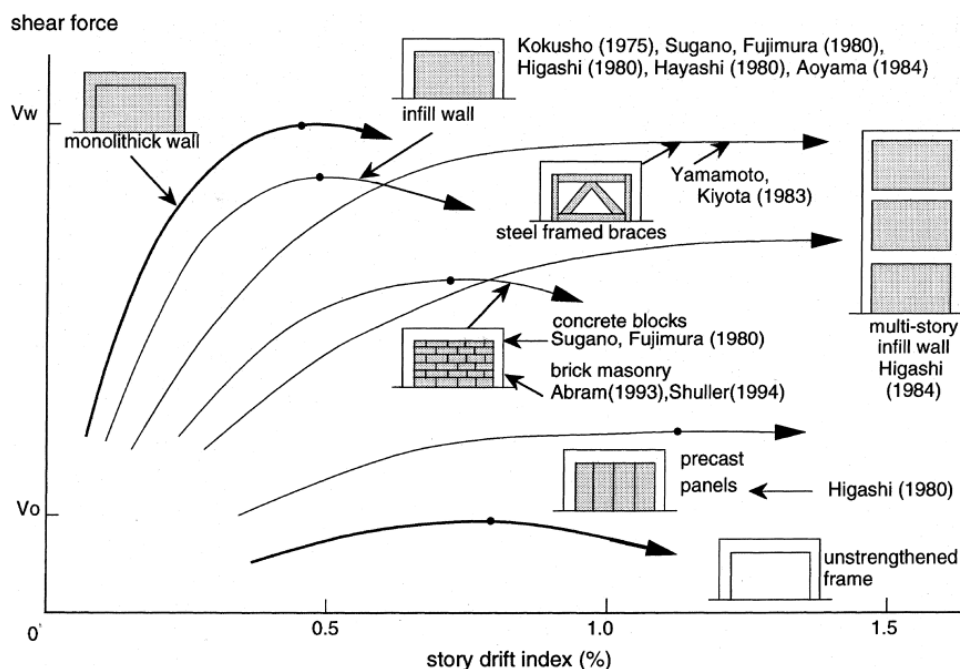 shear force
Kokusho (1975), Sugano, Fujimura (1980),
Higashi (1980), Hayashi (1980), Aoyama (1984)
Vw
monolithick wall
infill wall
Yamamoto,
Kiyota (1983)
steel framed braces
multi-story
infill wall
Higashi
(1984)
concrete blocks
Sugano, Fujimura (1980)
brick masonry
Abram(1993),Shuller(1994)
precast
panels
Higashi (1980)
Vo
unstrengthened
frame
0
0.5
1.0
1.5
story drift index (%)